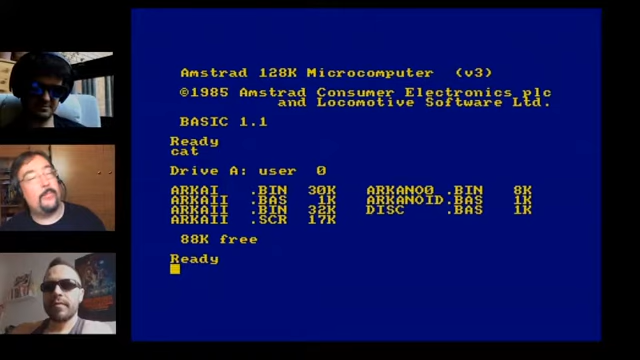 Amstrad 128K Microcomputer (v3)
©1985 Amstrad Consumer Electronics plc
and Locomotive Software Ltd.
BASIC 1.1
Ready
cat
Drive A: user 0
ARKAI .BIN 30K ARKANO0 .BIN 8K
ARKAII .BAS 1K ARKANOID.BAS 1K
ARKAII .BIN 32K DISC .BAS 1K
ARKAII .SCR 17K
88K free
Ready